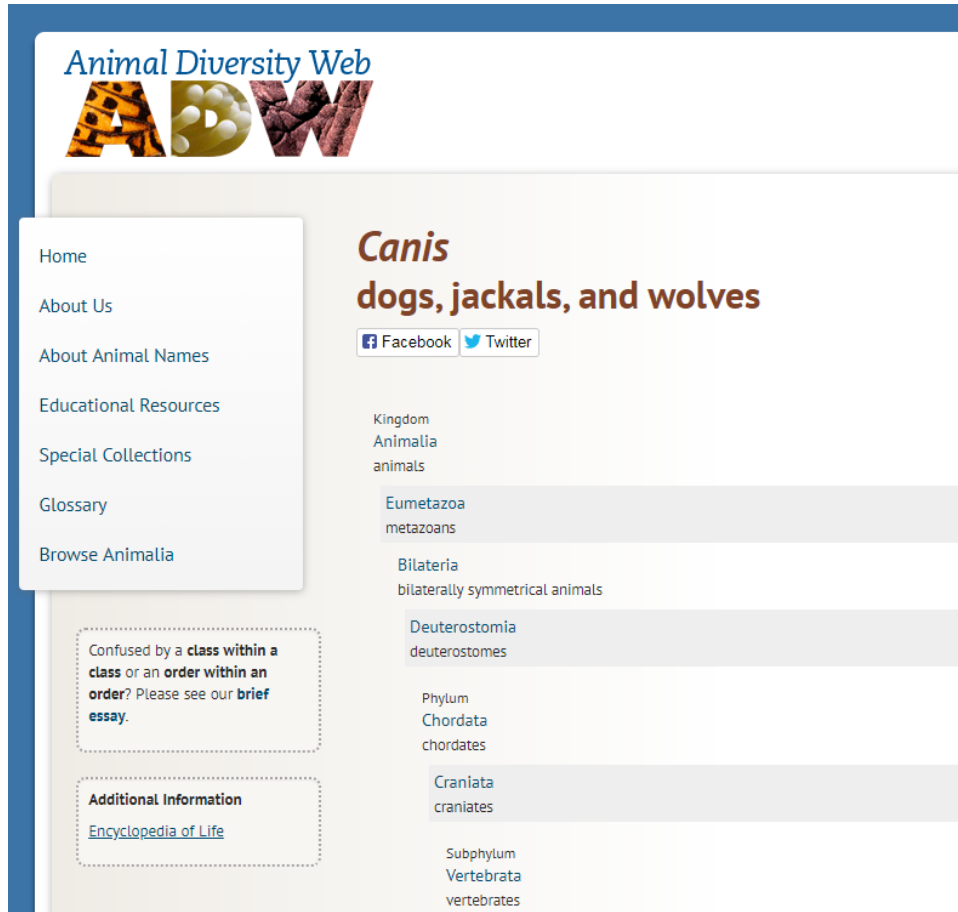 Animal Diversity Web
ADW
Home
About Us
About Animal Names
Educational Resources
Special Collections
Glossary
Browse Animalia
Confused by a class within a
class or an order within an
order? Please see our brief
essay.
Additional Information
Encyclopedia of Life
Canis
dogs, jackals, and wolves
Facebook Twitter
Kingdom
Animalia
animals
Eumetazoa
metazoans
Bilateria
bilaterally symmetrical animals
Deuterostomia
deuterostomes
Phylum
Chordata
chordates
Craniata
craniates
Subphylum
Vertebrata
vertebrates